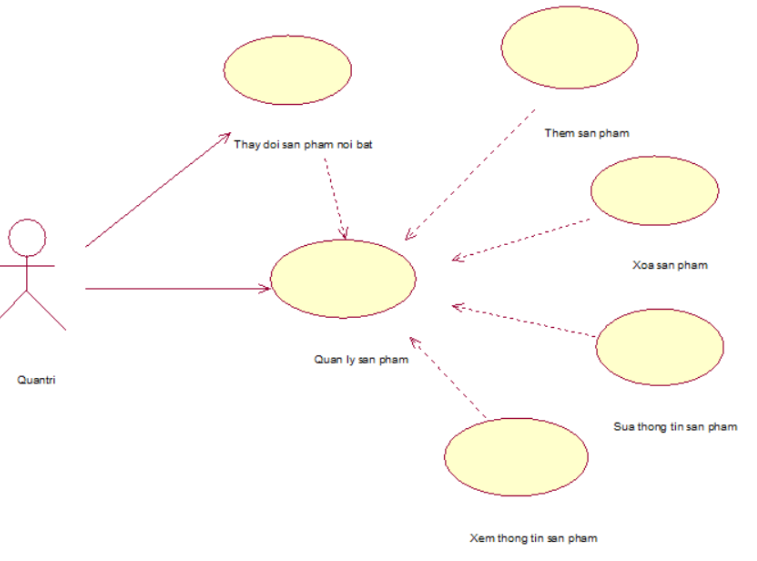 Them san pham
Thay doi san pham noi bat
Xoa san pham
Quan ly san pham
Quantri
Sua thong tin san pham
Xem thong tin san pham